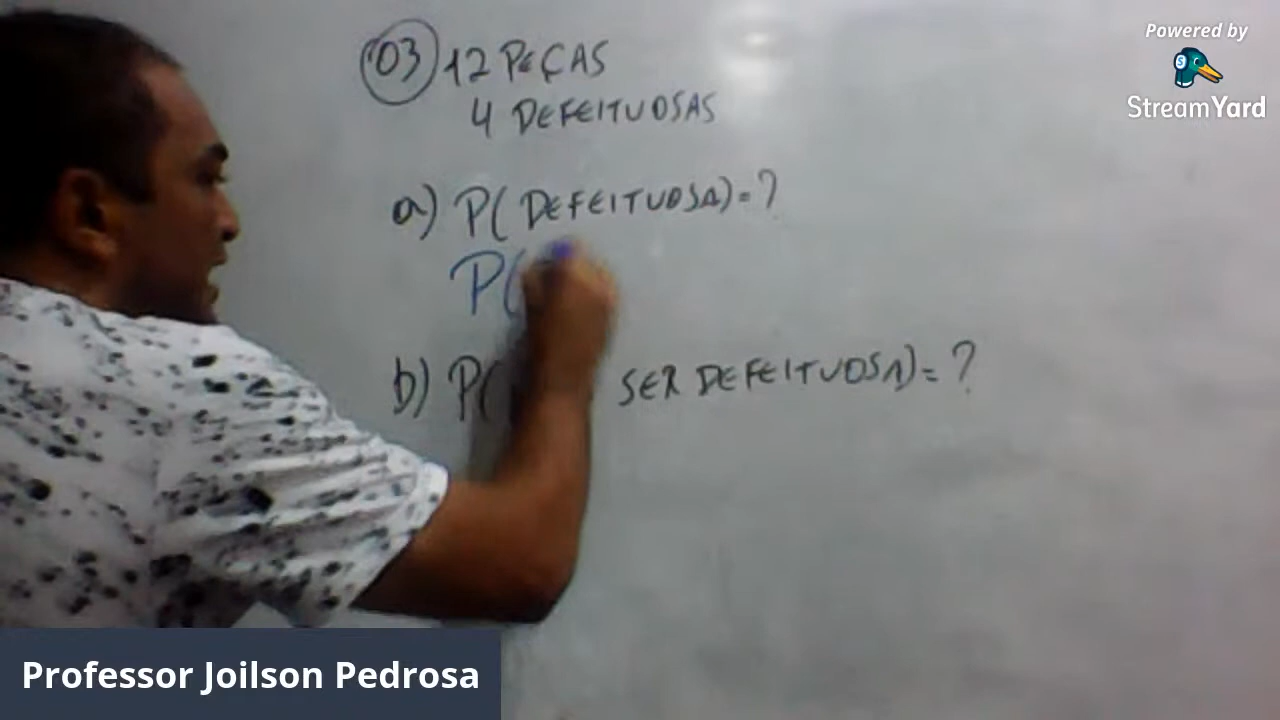 03 12 PEÇAS
4 DEFEITUOSAS
a) P(DEFEITUOSA) = ?
P(
b) P( SER DEFEITUOSA) = ?
Powered by
StreamYard
Professor Joilson Pedrosa